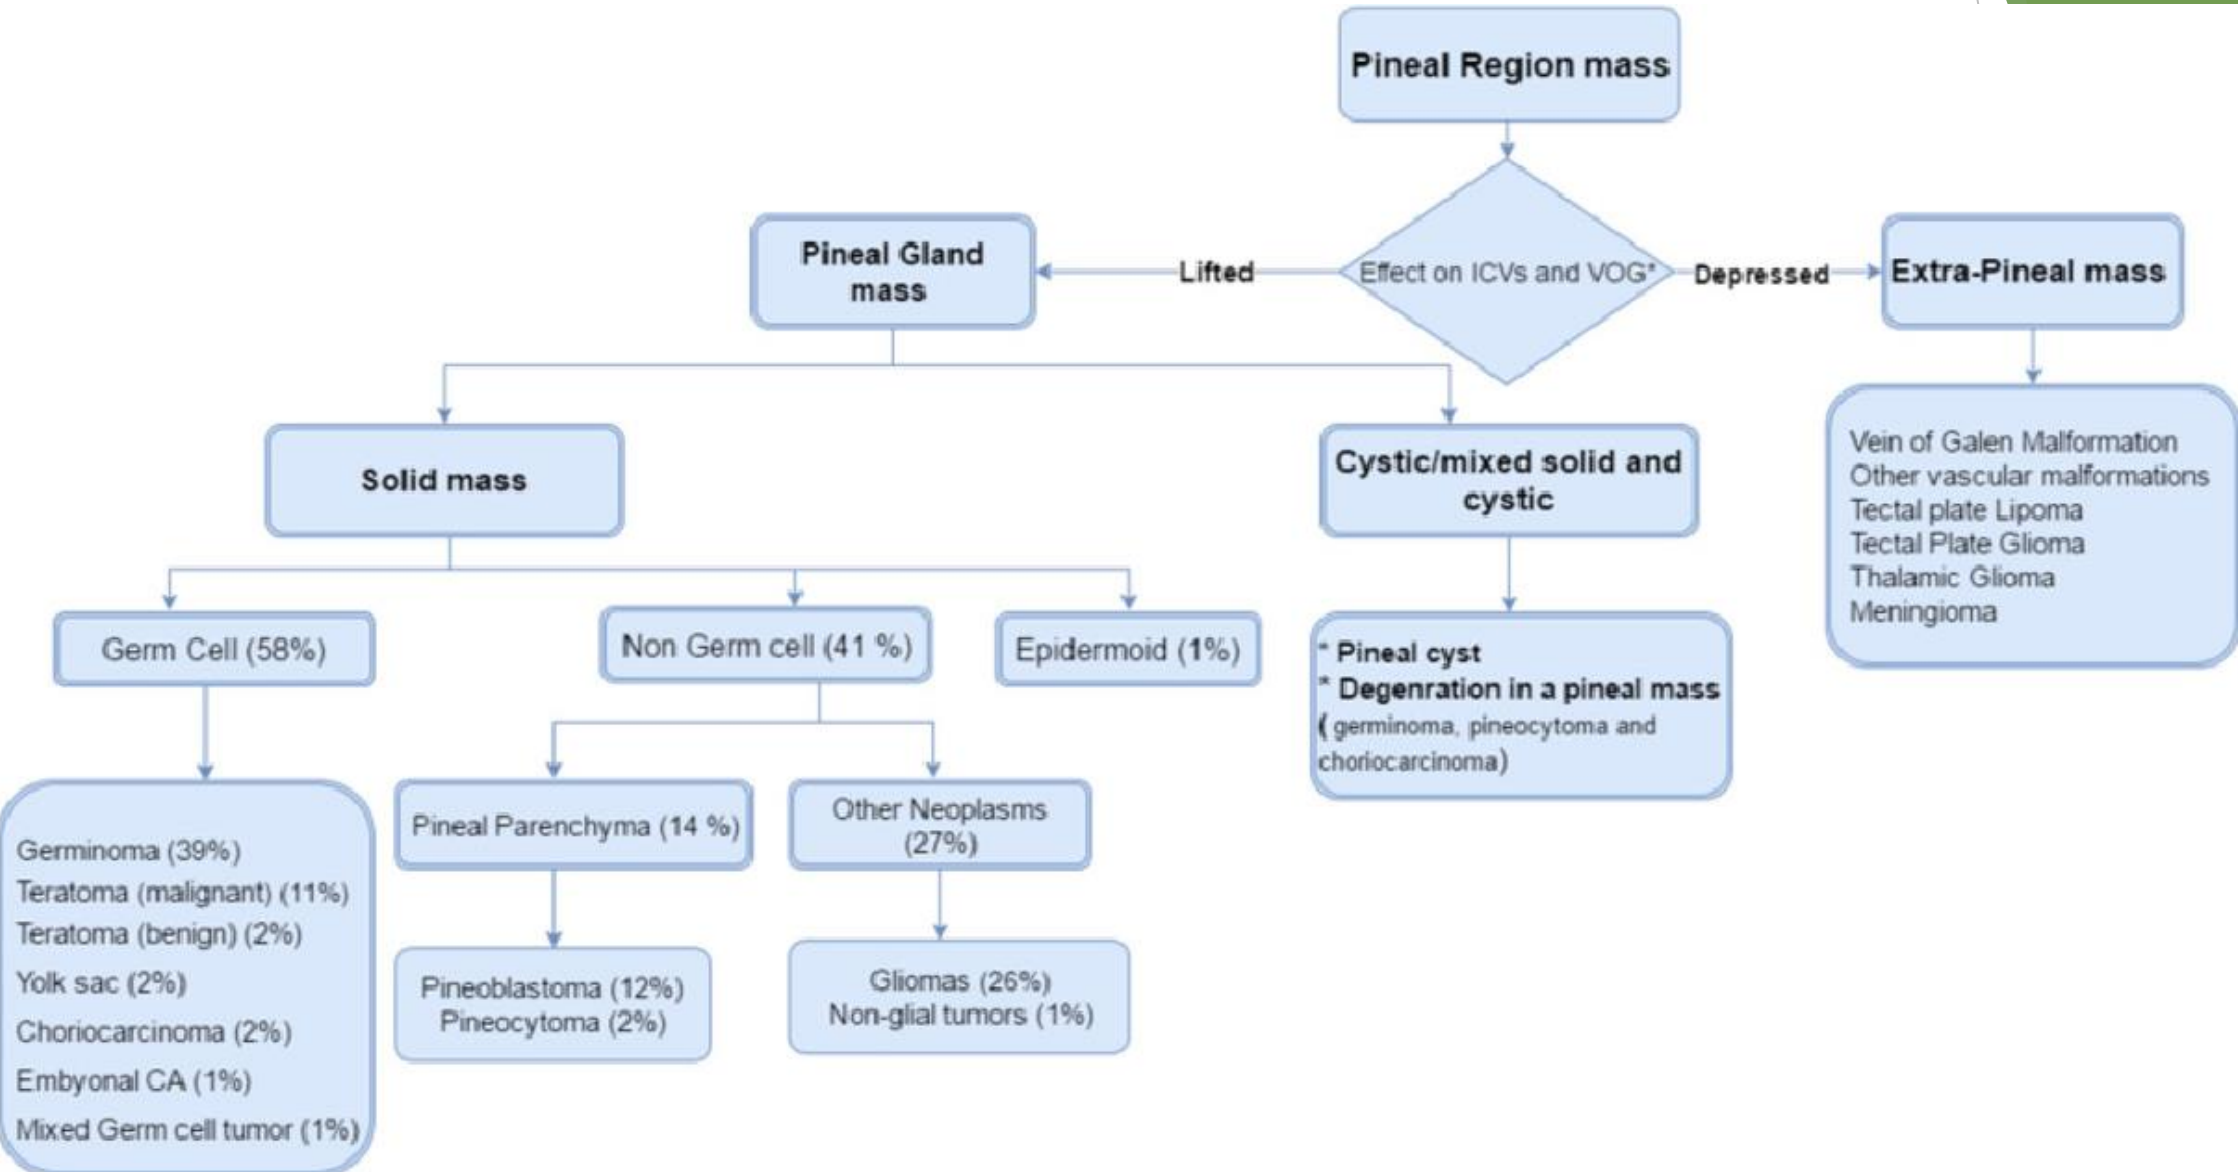 Pineal Region mass
Effect on ICVs and VOG*
Lifted
Depressed
Pineal Gland
mass
Extra-Pineal mass
Vein of Galen Malformation
Other vascular malformations
Tectal plate Lipoma
Tectal Plate Glioma
Thalamic Glioma
Meningioma
Solid mass
Cystic/mixed solid and
cystic
* Pineal cyst
* Degenration in a pineal mass
( germinoma, pineocytoma and
choriocarcinoma)
Germ Cell (58%)
Non Germ cell (41 %)
Epidermoid (1%)
Germinoma (39%)
Teratoma (malignant) (11%)
Teratoma (benign) (2%)
Yolk sac (2%)
Choriocarcinoma (2%)
Embyonal CA (1%)
Mixed Germ cell tumor (1%)
Pineal Parenchyma (14 %)
Other Neoplasms
(27%)
Pineoblastoma (12%)
Pineocytoma (2%)
Gliomas (26%)
Non-glial tumors (1%)